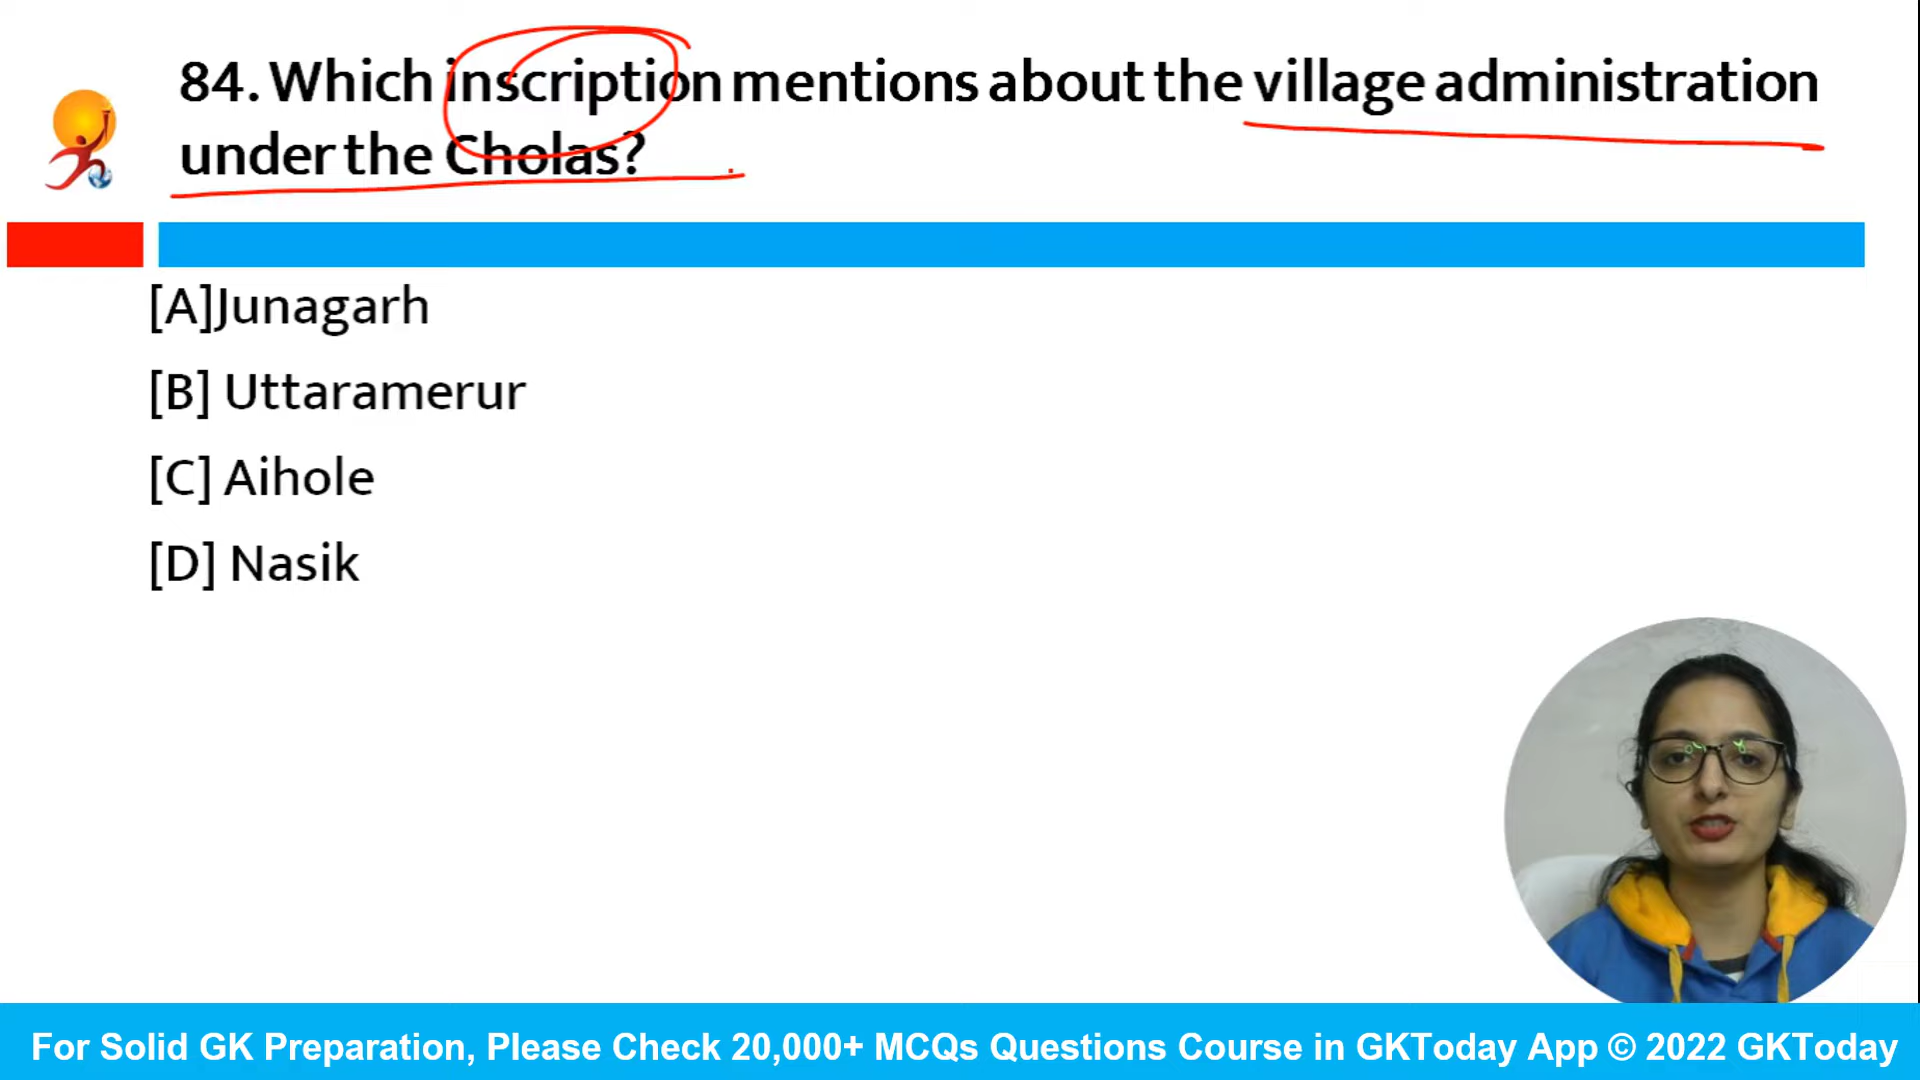 84. Which inscription mentions about the village administration
under the Cholas?
[A]Junagarh
[B] Uttaramerur
[C] Aihole
[D] Nasik
For Solid GK Preparation, Please Check 20,000+ MCQs Questions Course in GKToday App © 2022 GKToday